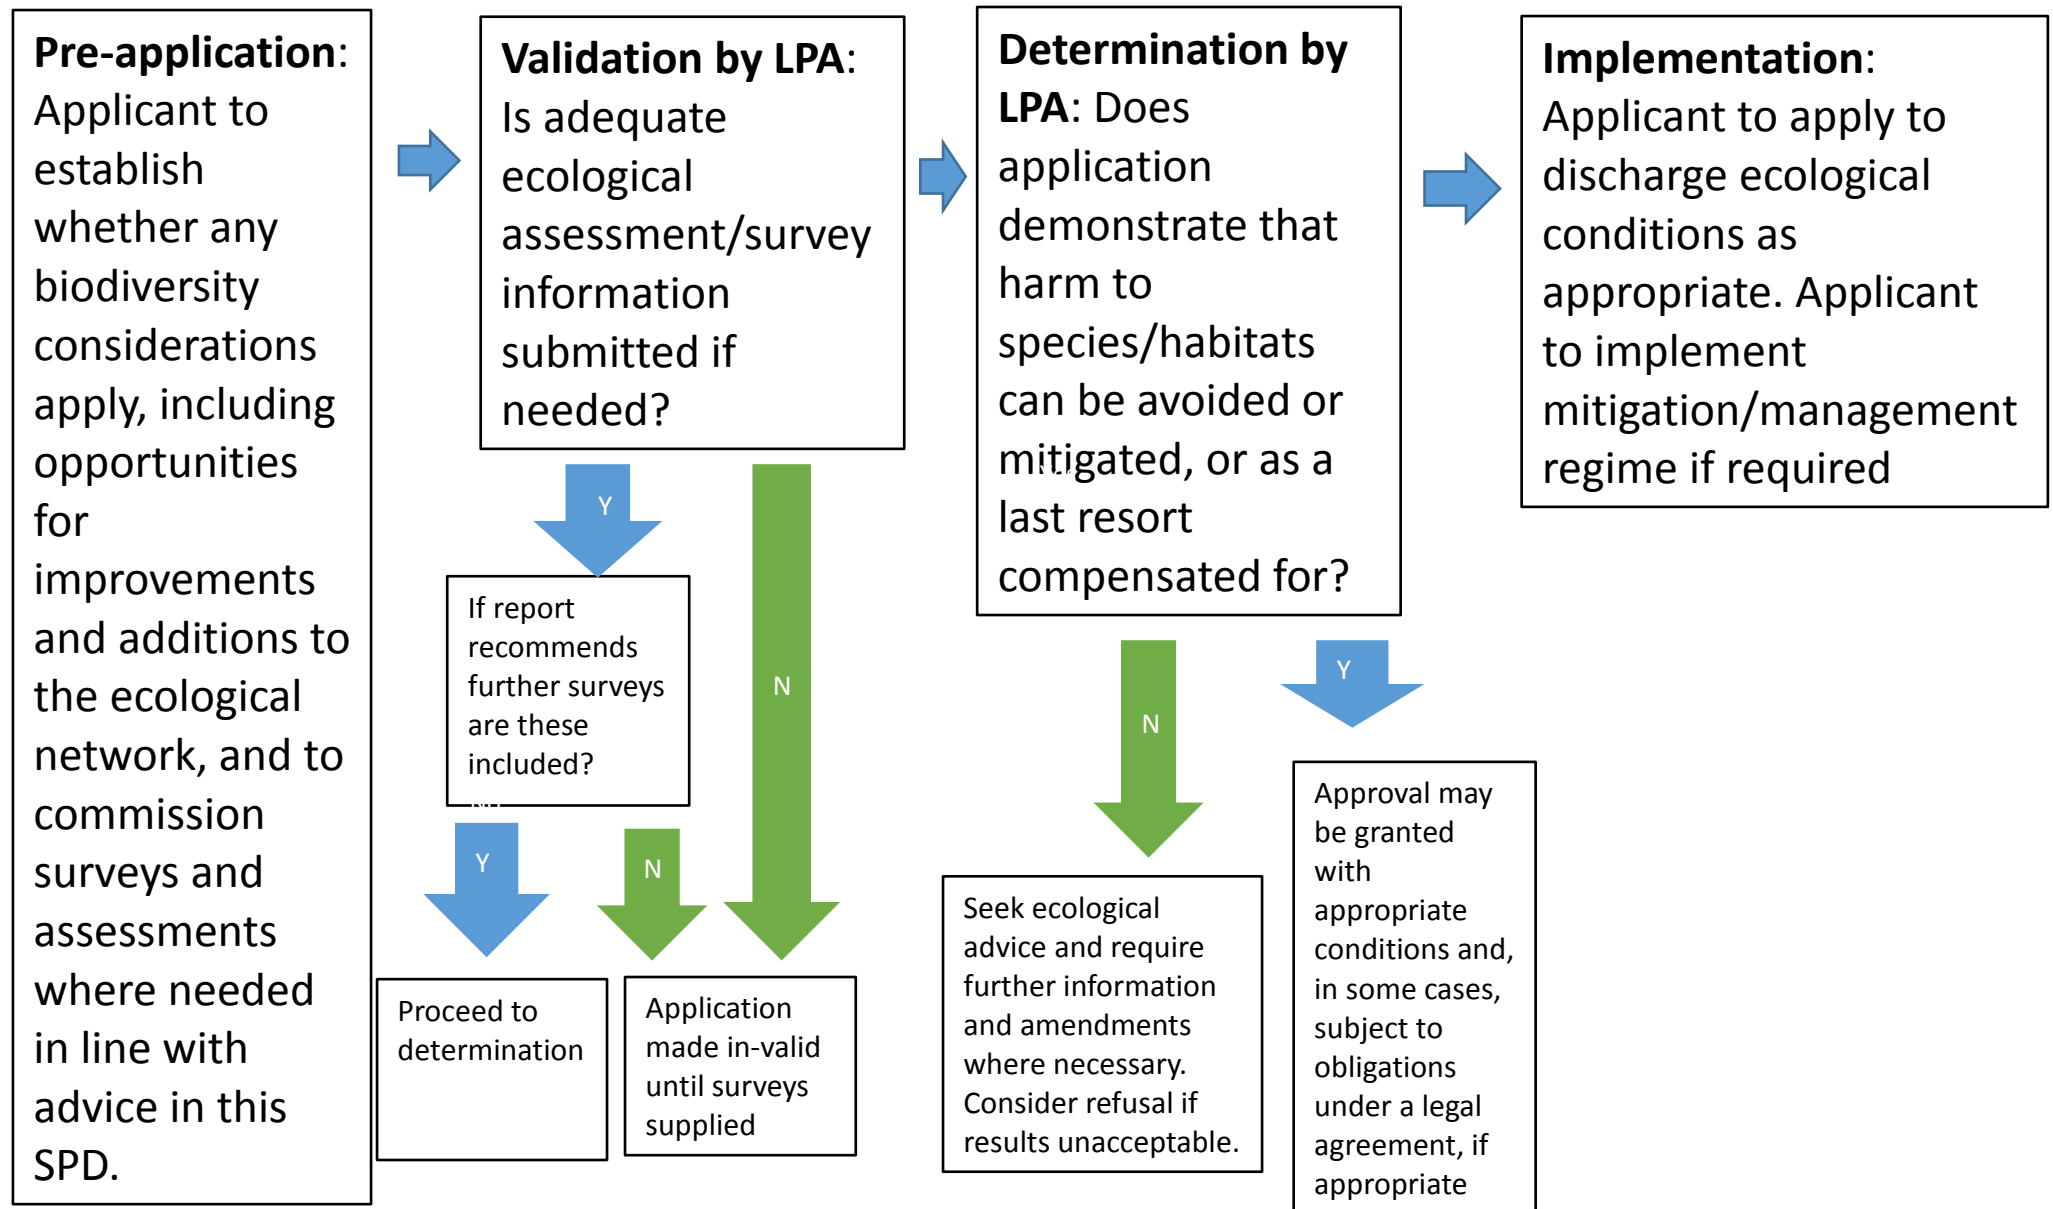 Pre-application:
Applicant to
establish
whether any
biodiversity
considerations
apply, including
opportunities
for
improvements
and additions to
the ecological
network, and to
commission
surveys and
assessments
where needed
in line with
advice in this
SPD.
Validation by LPA:
Is adequate
ecological
assessment/survey
information
submitted if
needed?
Y
N
If report
recommends
further surveys
are these
included?
Y
N
Proceed to
determination
Application
made in-valid
until surveys
supplied
Determination by
LPA: Does
application
demonstrate that
harm to
species/habitats
can be avoided or
mitigated, or as a
last resort
compensated for?
N
Y
Seek ecological
advice and require
further information
and amendments
where necessary.
Consider refusal if
results unacceptable.
Approval may
be granted
with
appropriate
conditions and,
in some cases,
subject to
obligations
under a legal
agreement, if
appropriate
Implementation:
Applicant to apply to
discharge ecological
conditions as
appropriate. Applicant
to implement
mitigation/management
regime if required